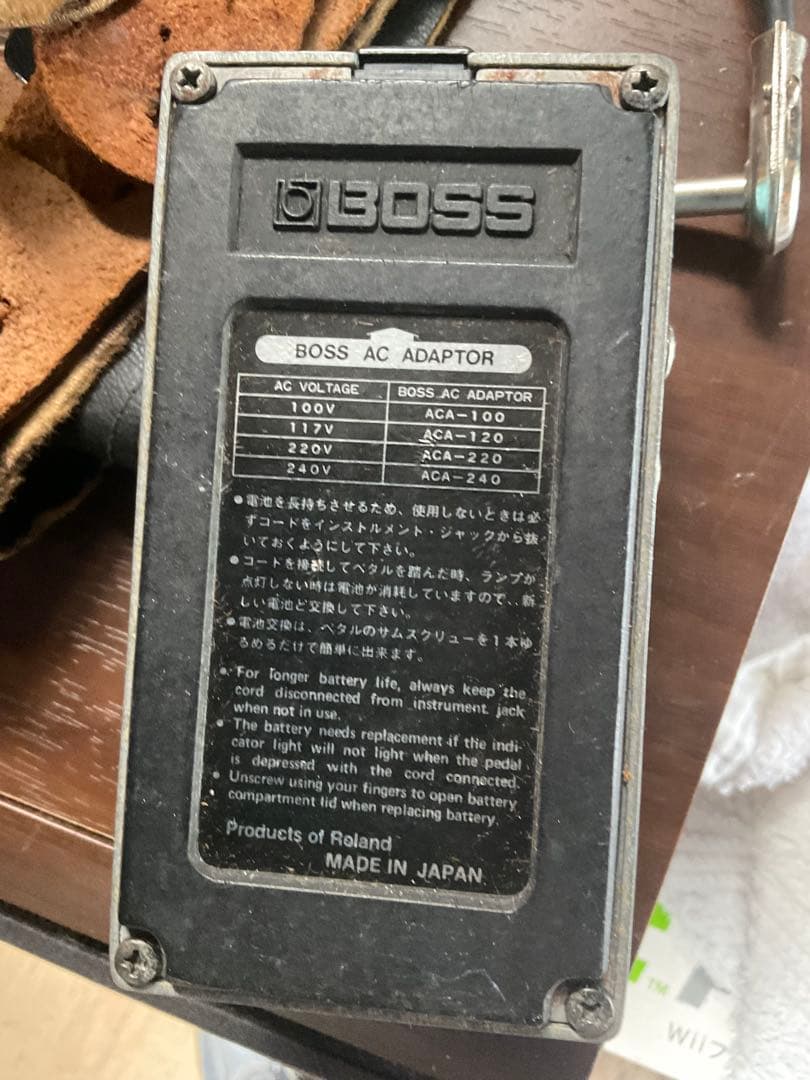 BOSS
BOSS AC ADAPTOR
AC VOLTAGE BOSS AC ADAPTOR
100V ACA-100
117V ACA-120
220V ACA-220
240V ACA-240
●電池を長持ちさせるため、使用しないときは必
ずコードをインストルメント・ジャックから抜
いておくようにして下さい。
●コードを接続してペダルを踏んだ時、ランプが
点灯しない時は電池が消耗していますので、新
しい電池と交換して下さい。
●電池交換は、ペダルのサムスクリューを1本ゆ
るめるだけで簡単に出来ます。
● For longer battery life, always keep the
cord disconnected from instrument jack
when not in use.
● The battery needs replacement if the indi-
cator light will not light when the pedal
is depressed with the cord connected.
● Unscrew using your fingers to open battery
compartment lid when replacing battery.
Products of Roland
MADE IN JAPAN
TM
Wii